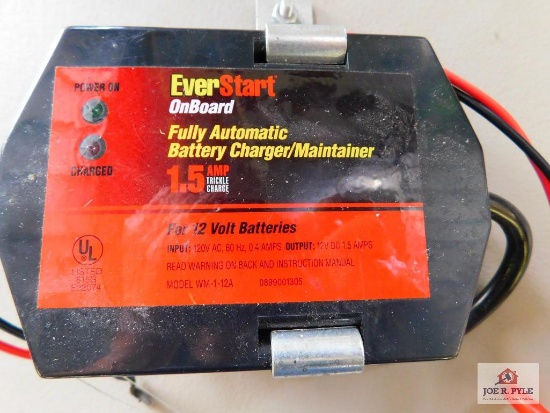 POWER ON
CHARGED
EverStart
OnBoard
Fully Automatic
Battery Charger/Maintainer
1.5 AMP TRICKLE CHARGE
For 12 Volt Batteries
INPUT: 120V AC, 60 Hz, 0.4 AMPS OUTPUT: 12V DC 1.5 AMPS
READ WARNING ON BACK AND INSTRUCTION MANUAL
MODEL WM-1-12A 0899001305
UL
LISTED
JOE R. PYLE